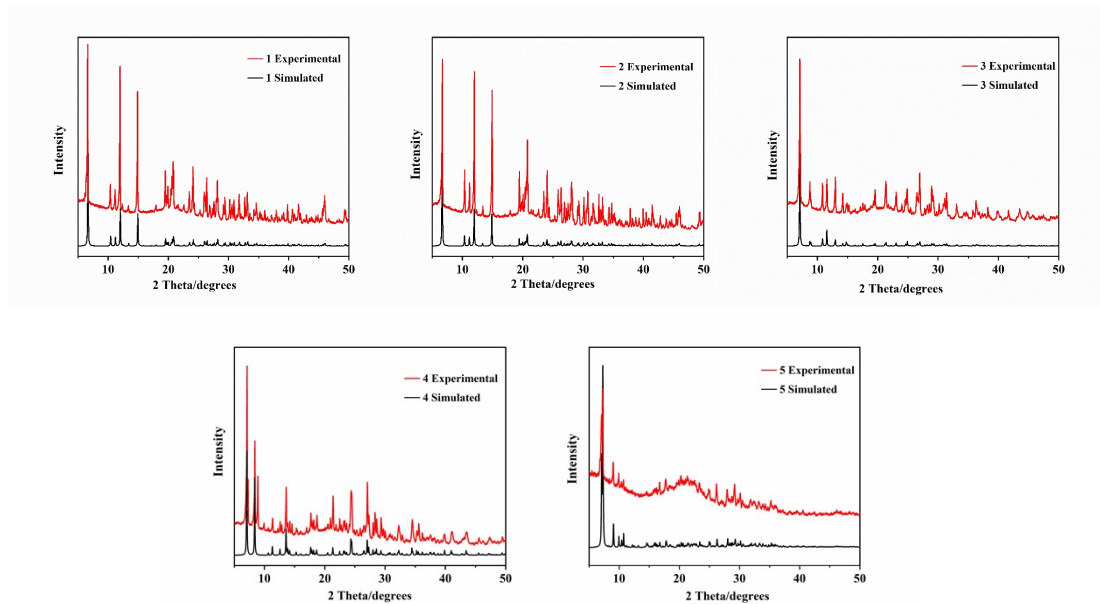 1 Experimental
1 Simulated
Intensity
10 20 30 40 50
2 Theta/degrees
2 Experimental
2 Simulated
Intensity
10 20 30 40 50
2 Theta/degrees
3 Experimental
3 Simulated
Intensity
10 20 30 40 50
2 Theta/degrees
4 Experimental
4 Simulated
Intensity
10 20 30 40 50
2 Theta/degrees
5 Experimental
5 Simulated
Intensity
10 20 30 40 50
2 Theta/degrees